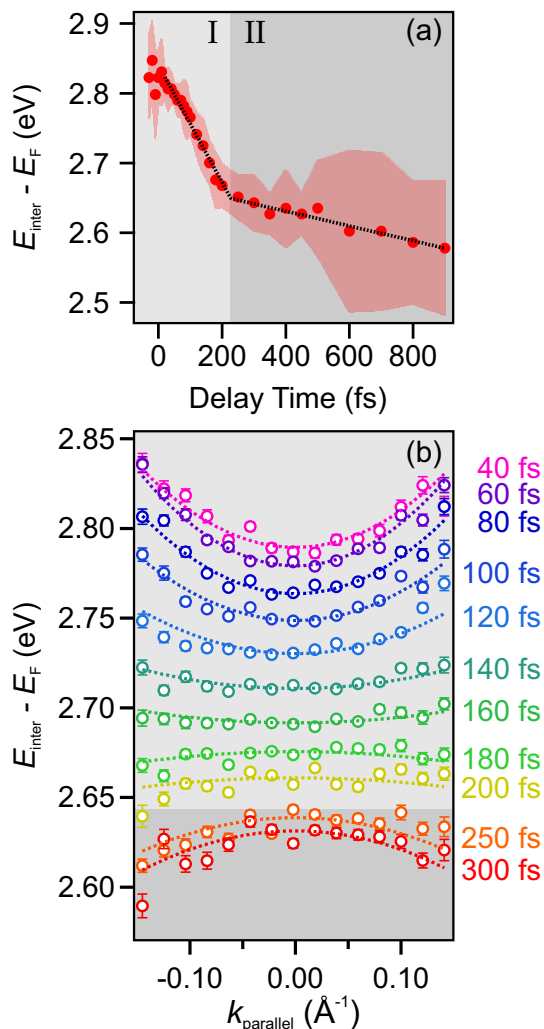 I II (a)
2.9
2.8
2.7
2.6
2.5
E_inter - E_F (eV)
0 200 400 600 800
Delay Time (fs)
(b)
2.85
2.80
2.75
2.70
2.65
2.60
E_inter - E_F (eV)
40 fs
60 fs
80 fs
100 fs
120 fs
140 fs
160 fs
180 fs
200 fs
250 fs
300 fs
-0.10 0.00 0.10
k_parallel (Å⁻¹)